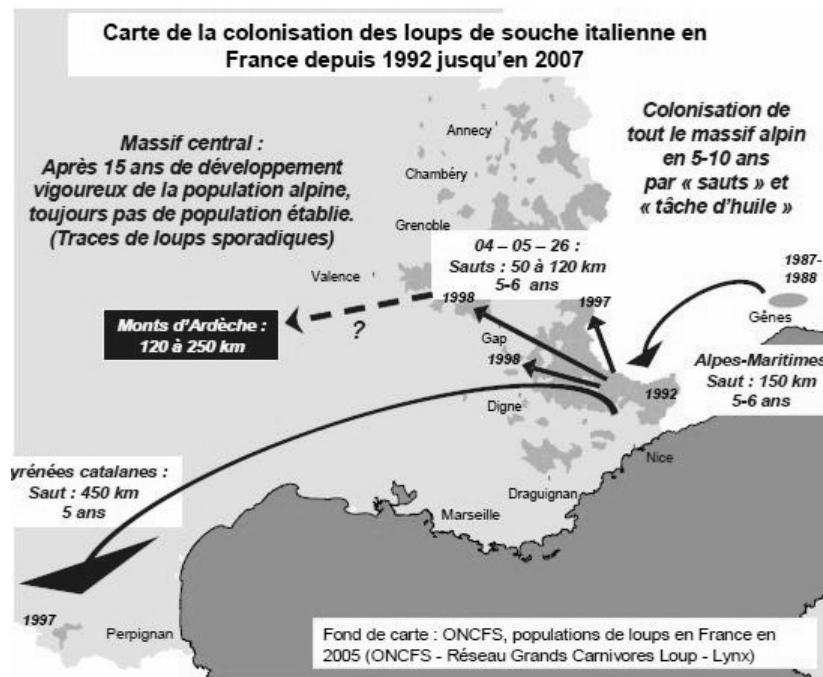 Carte de la colonisation des loups de souche italienne en
France depuis 1992 jusqu'en 2007
Massif central :
Après 15 ans de développement
vigoureux de la population alpine,
toujours pas de population établie.
(Traces de loups sporadiques)
Annecy
Chambéry
Grenoble
Valence
Colonisation de
tout le massif alpin
en 5-10 ans
par « sauts » et
« tâche d'huile »
04 – 05 – 26 :
Sauts : 50 à 120 km
5-6 ans
1987-
1988
Gênes
1998
1997
Monts d'Ardèche :
120 à 250 km
?
Gap
1998
Digne
1992
Alpes-Maritimes
Saut : 150 km
5-6 ans
Nice
Draguignan
Marseille
yrénées catalanes :
Saut : 450 km
5 ans
1997
Perpignan
Fond de carte : ONCFS, populations de loups en France en
2005 (ONCFS - Réseau Grands Carnivores Loup - Lynx)